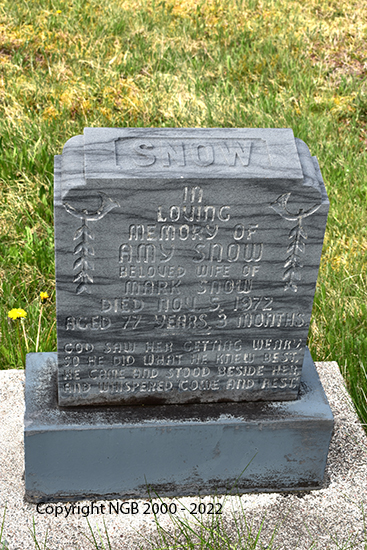 SNOW
IN
LOVING
MEMORY OF
AMY SNOW
BELOVED WIFE OF
MARK SNOW
DIED NOV 5, 1972
AGED 77 YEARS, 3 MONTHS
GOD SAW HER GETTING WEARY
SO HE DID WHAT HE KNEW BEST
HE CAME AND STOOD BESIDE HER
AND WHISPERED COME AND REST.
Copyright NGB 2000 - 2022